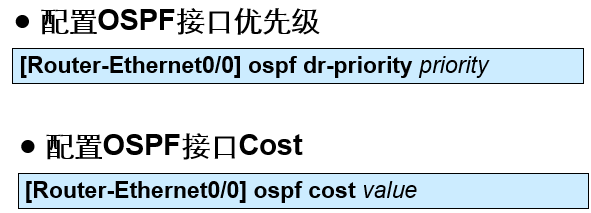 ● 配置OSPF接口优先级
[Router-Ethernet0/0] ospf dr-priority priority
● 配置OSPF接口Cost
[Router-Ethernet0/0] ospf cost value